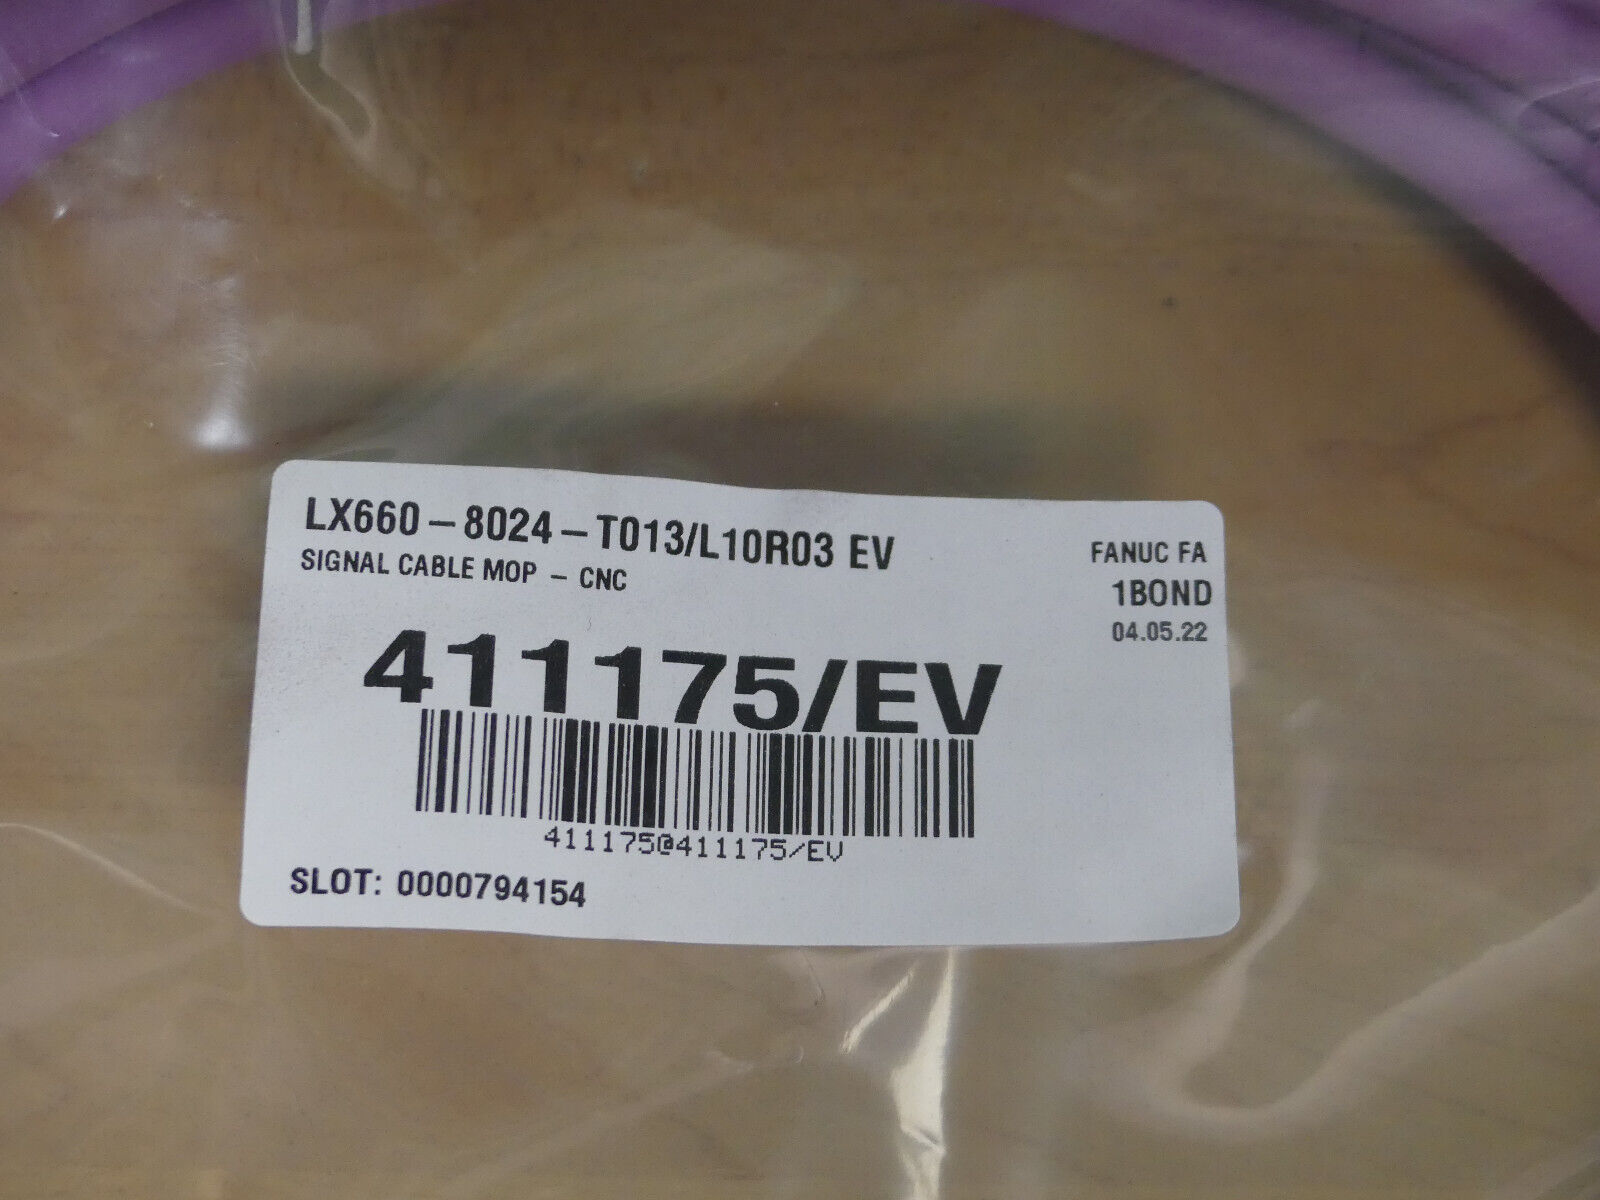 LX660-8024-T013/L10R03 EV
SIGNAL CABLE MOP - CNC
FANUC FA
1BOND
04.05.22
411175/EV
411175@411175/EV
SLOT: 0000794154